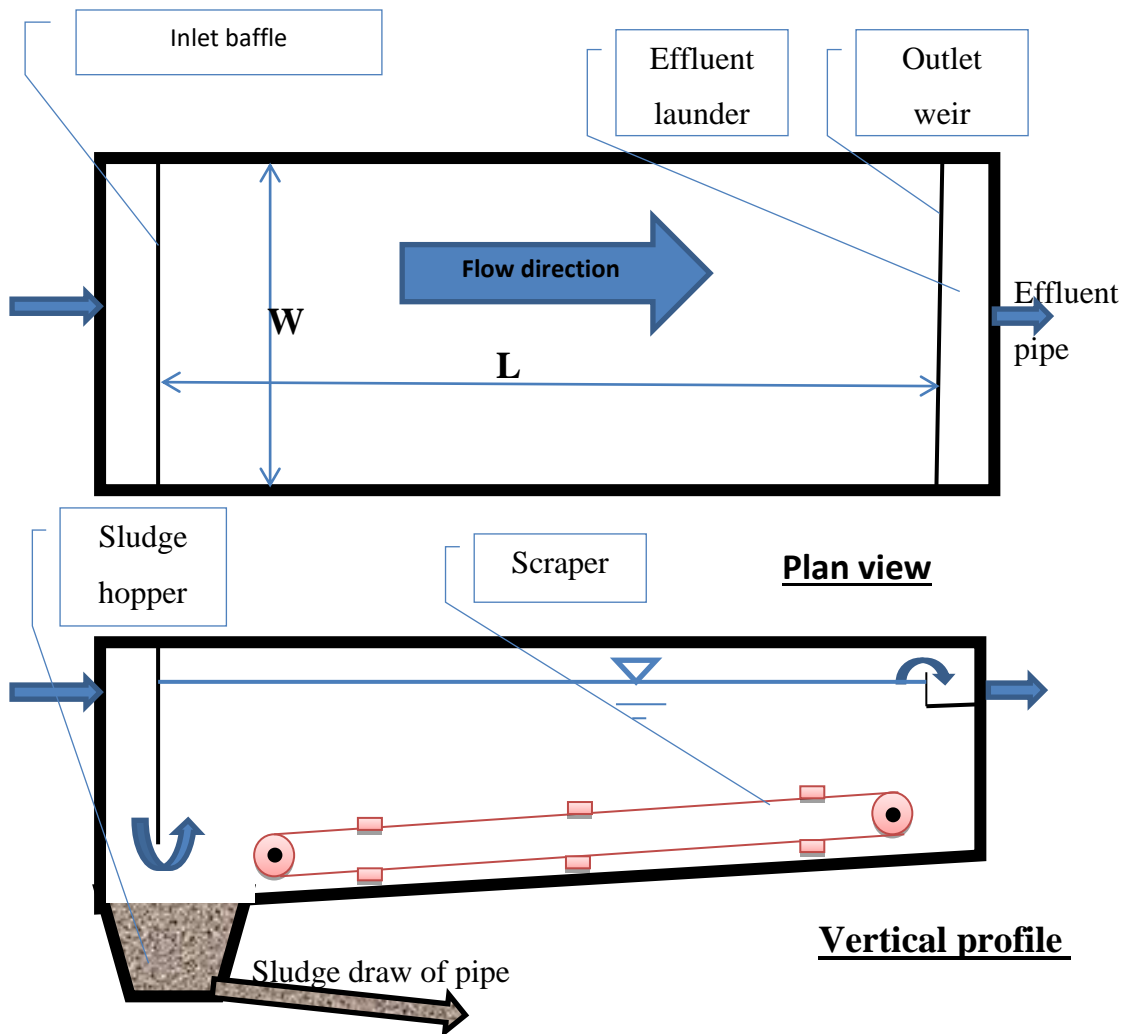 Inlet baffle
Effluent
launder
Outlet
weir
Flow direction
W
L
Effluent
pipe
Sludge
hopper
Scraper
Plan view
Sludge draw of pipe
Vertical profile